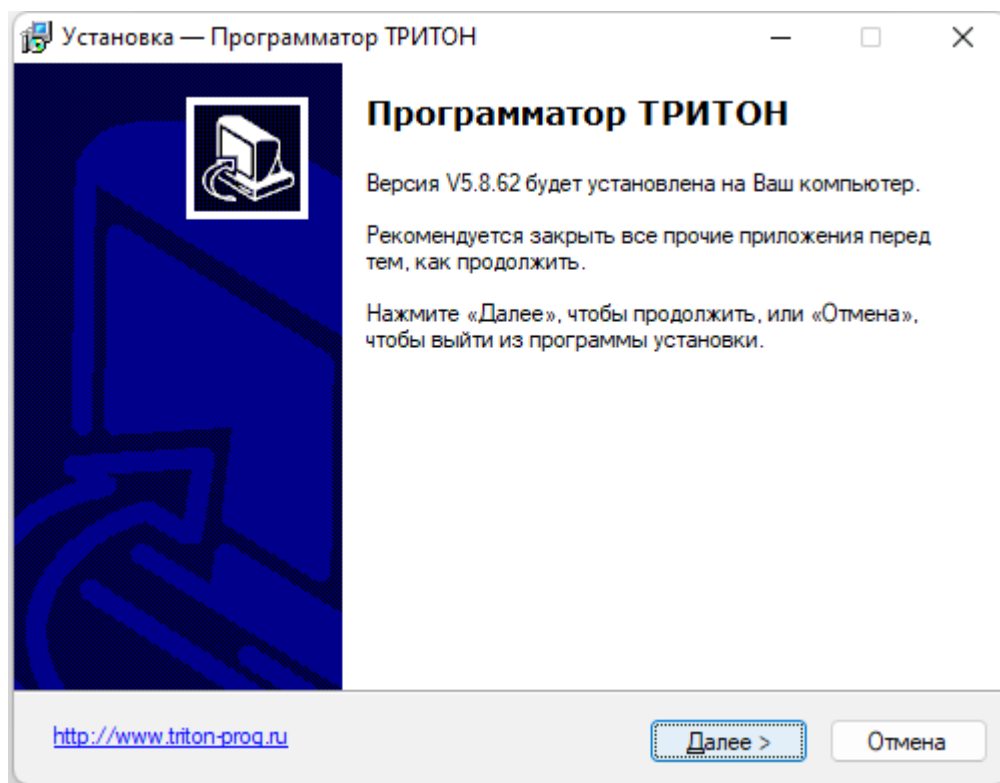 Установка — Программатор ТРИТОН
Программатор ТРИТОН
Версия V5.8.62 будет установлена на Ваш компьютер.
Рекомендуется закрыть все прочие приложения перед
тем, как продолжить.
Нажмите «Далее», чтобы продолжить, или «Отмена»,
чтобы выйти из программы установки.
http://www.triton-prog.ru
Далее >
Отмена